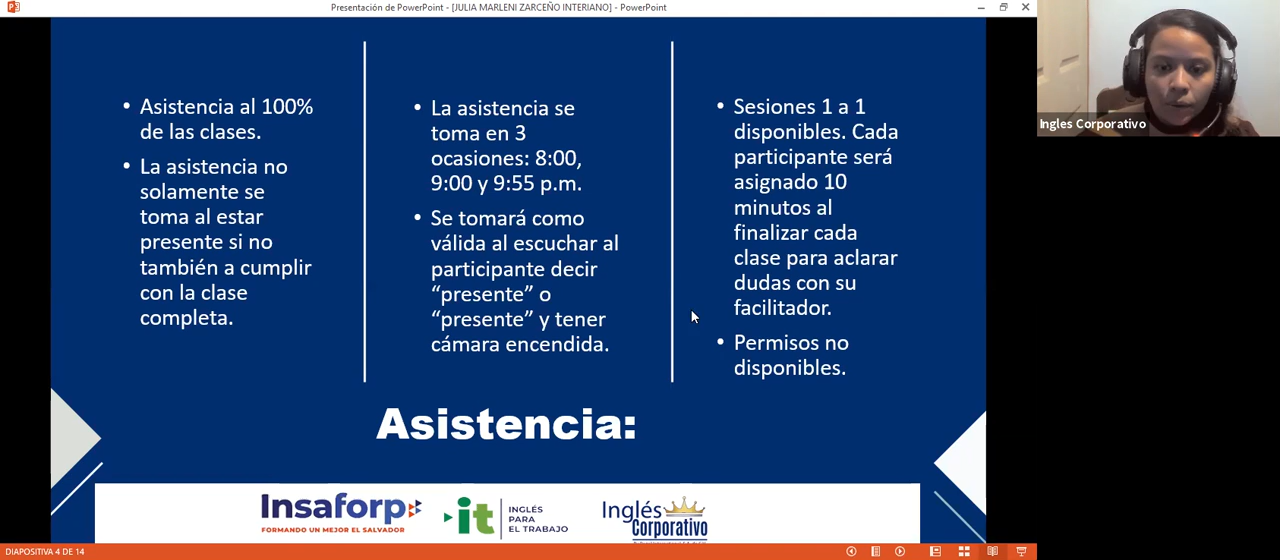 Presentación de PowerPoint - [JULIA MARLENI ZARCEÑO INTERIANO] - PowerPoint
• Asistencia al 100%
de las clases.
• La asistencia no
solamente se
toma al estar
presente si no
también a cumplir
con la clase
completa.
• La asistencia se
toma en 3
ocasiones: 8:00,
9:00 y 9:55 p.m.
• Se tomará como
válida al escuchar al
participante decir
“presente” o
“presente” y tener
cámara encendida.
• Sesiones 1 a 1
disponibles. Cada
participante será
asignado 10
minutos al
finalizar cada
clase para aclarar
dudas con su
facilitador.
• Permisos no
disponibles.
Asistencia:
Insaforp
FORMANDO UN MEJOR EL SALVADOR
it
INGLÉS
PARA
EL TRABAJO
Inglés
Corporativo
Ingles Corporativo
DIAPOSITIVA 4 DE 14